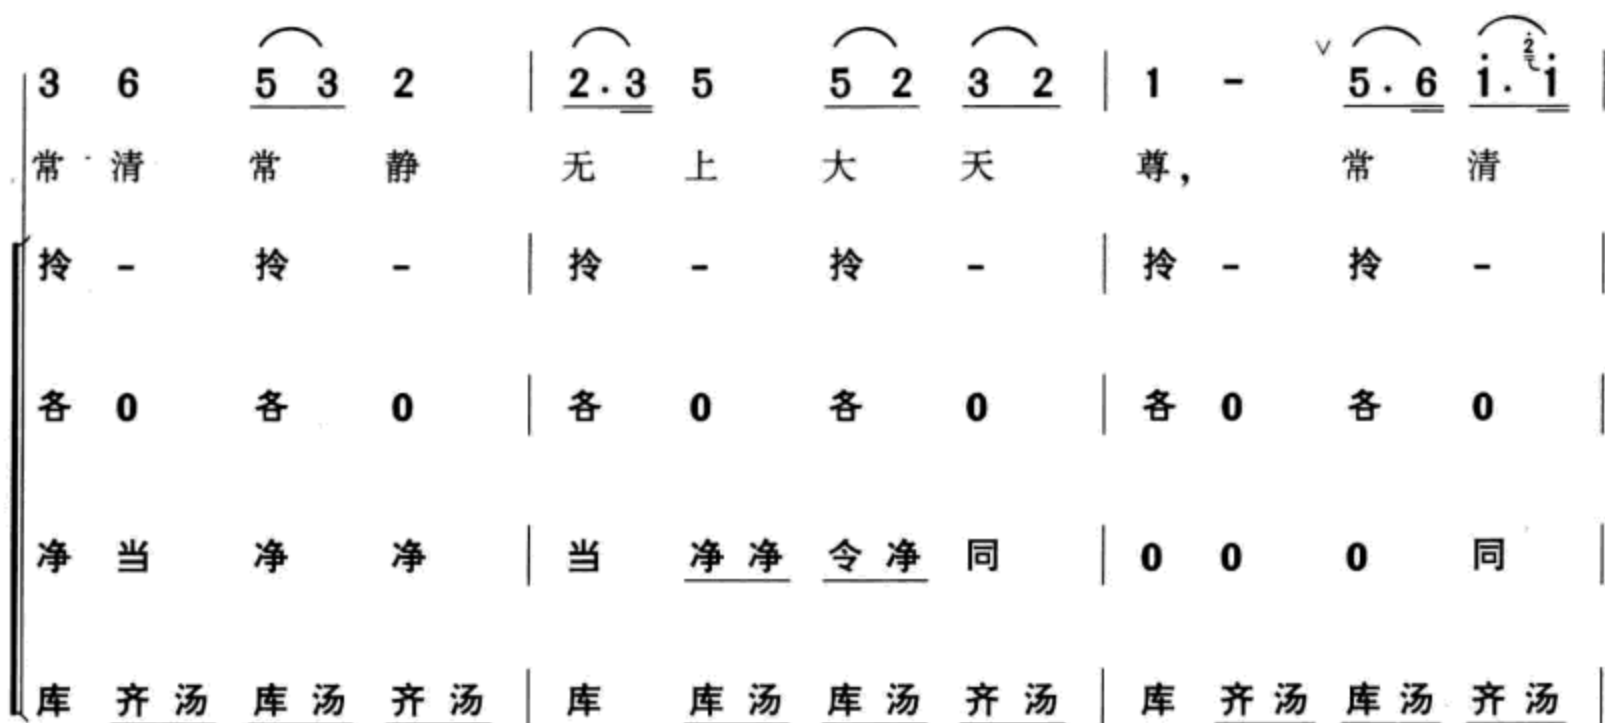 3 6 5 3 2 | 2·3 5 5 2 3 2 | 1 - ∨ 5·6 i·²i |
常 清 常 静 无 上 大 天 尊， 常 清
拎 - 拎 - | 拎 - 拎 - | 拎 - 拎 - |
各 0 各 0 | 各 0 各 0 | 各 0 各 0 |
净 当 净 净 | 当 净 净 令 净 同 | 0 0 0 同 |
库 齐 汤 库 汤 齐 汤 | 库 库 汤 库 汤 齐 汤 | 库 齐 汤 库 汤 齐 汤 |